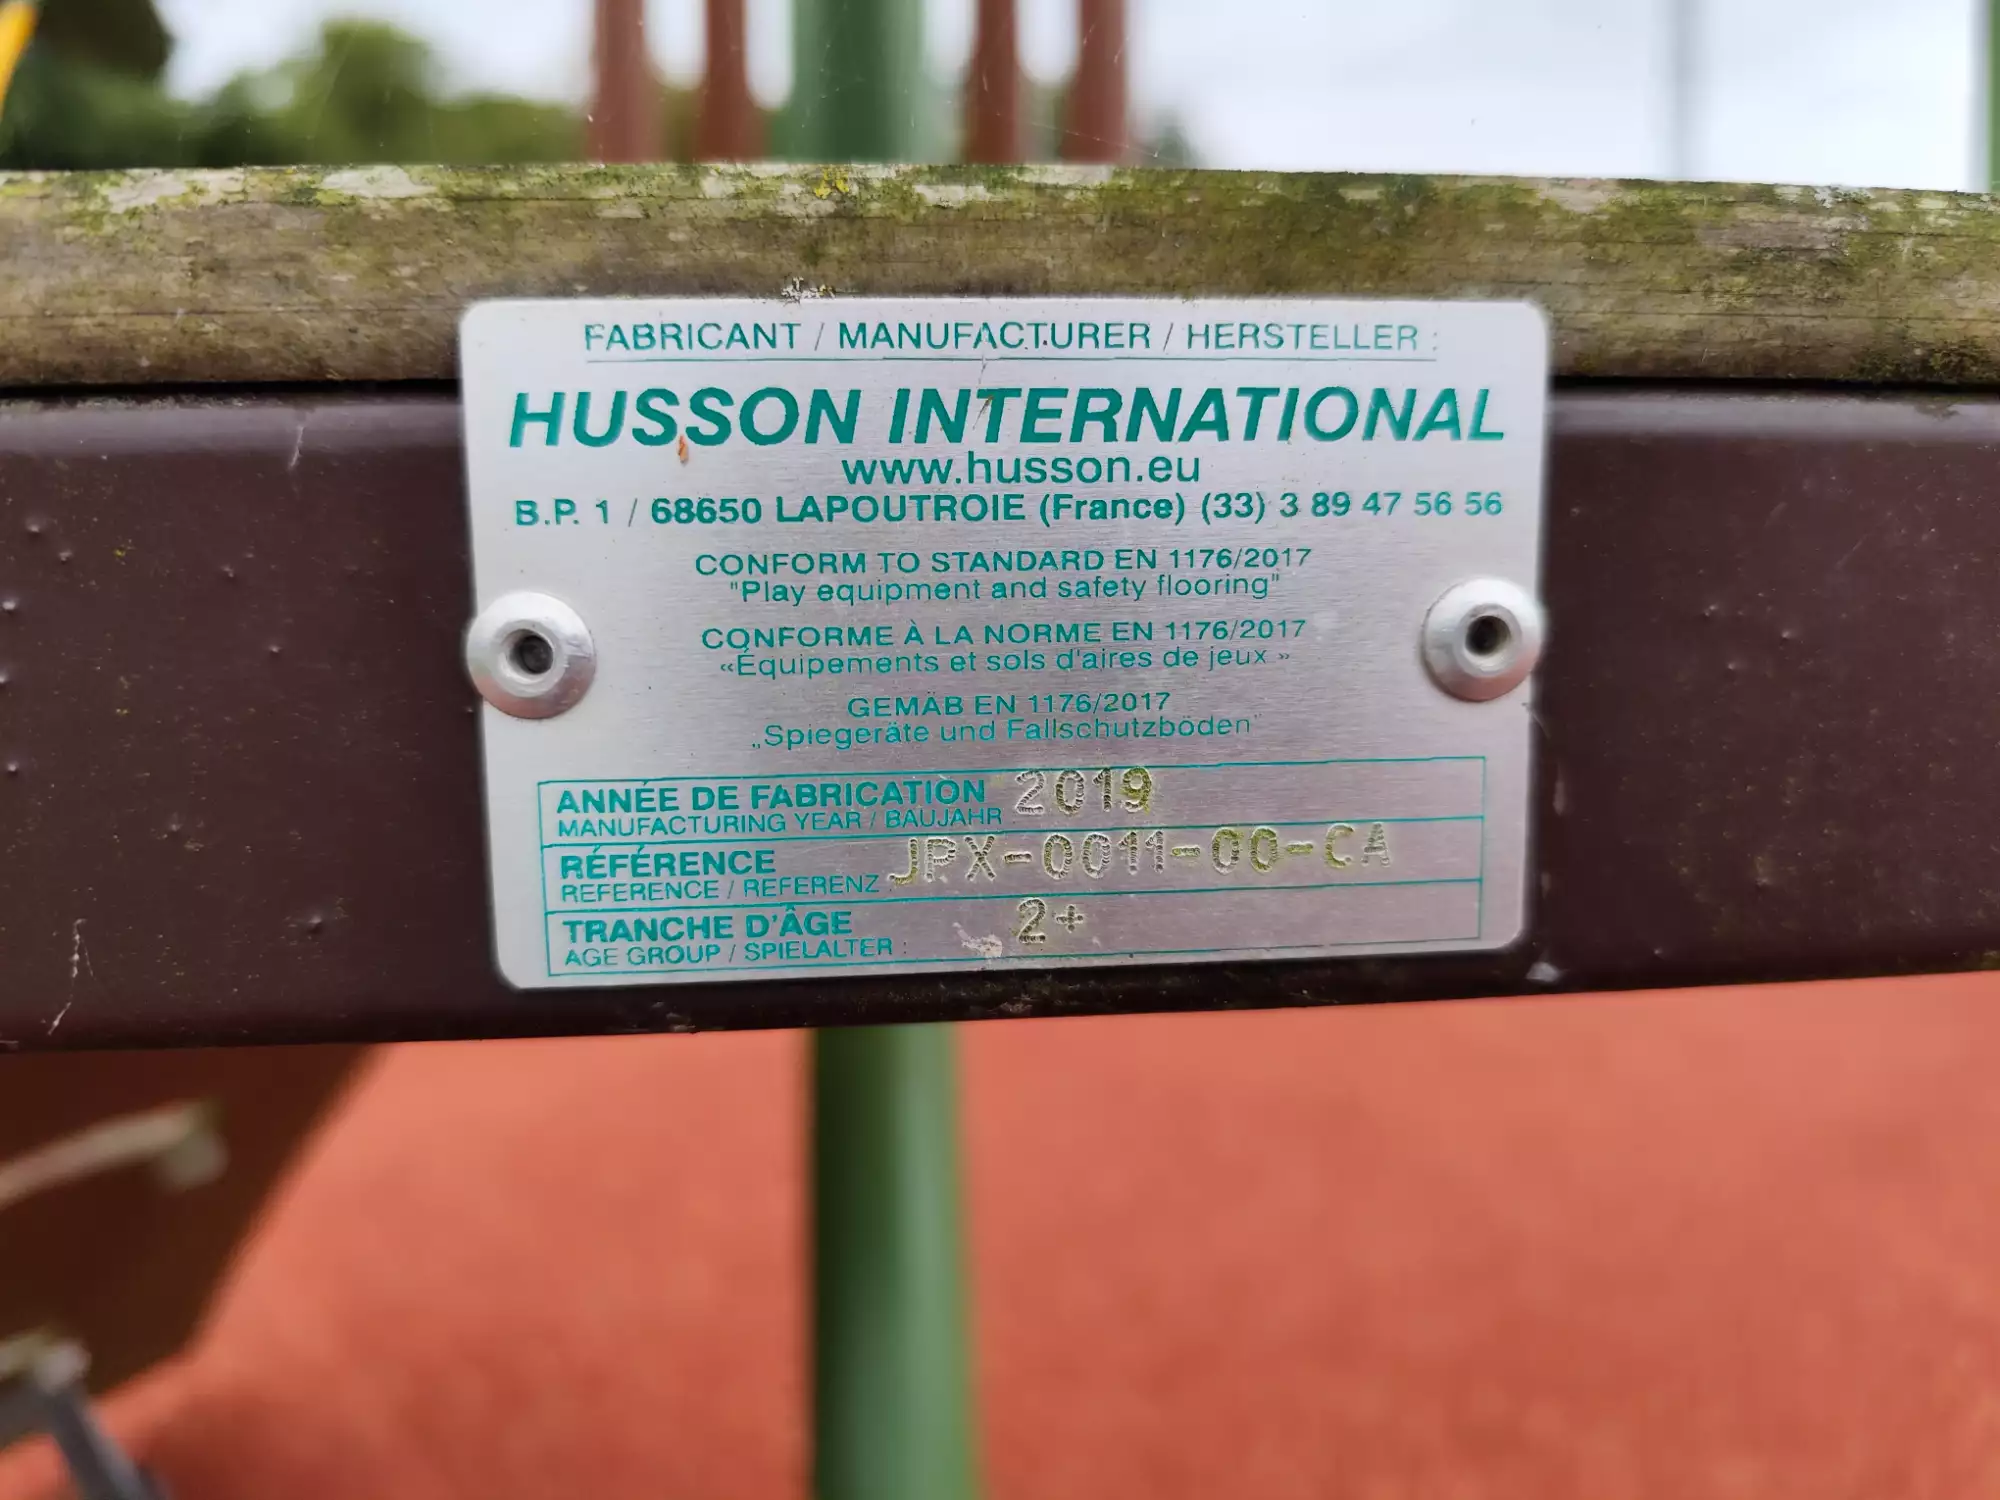 FABRICANT / MANUFACTURER / HERSTELLER :
HUSSON INTERNATIONAL
www.husson.eu
B.P. 1 / 68650 LAPOUTROIE (France) (33) 3 89 47 56 56
CONFORM TO STANDARD EN 1176/2017
"Play equipment and safety flooring"
CONFORME À LA NORME EN 1176/2017
«Équipements et sols d'aires de jeux »
GEMÄB EN 1176/2017
„Spiegeräte und Fallschutzböden"
ANNÉE DE FABRICATION 2019
MANUFACTURING YEAR / BAUJAHR :
RÉFÉRENCE JPX-0011-00-CA
REFERENCE / REFERENZ :
TRANCHE D'ÂGE 2+
AGE GROUP / SPIELALTER :